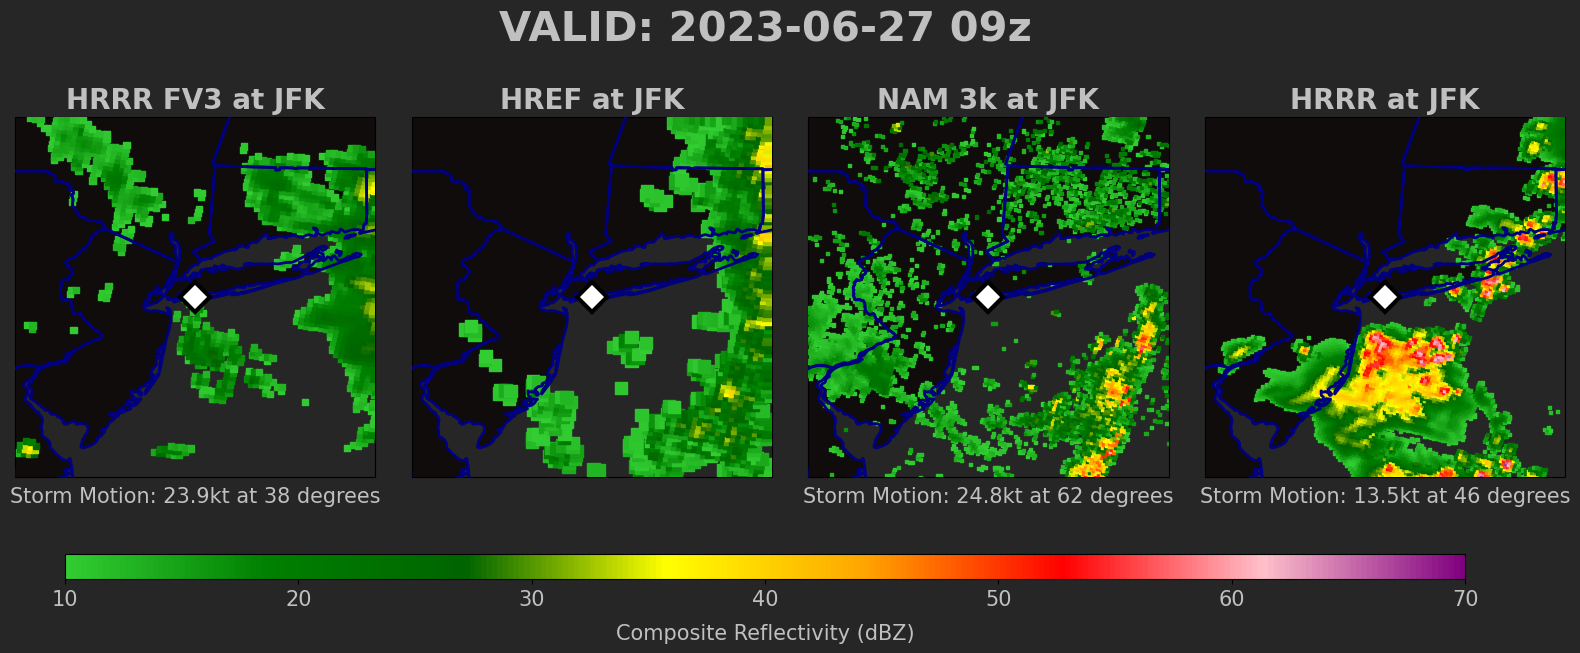 VALID: 2023-06-27 09z
HRRR FV3 at JFK
HREF at JFK
NAM 3k at JFK
HRRR at JFK
Storm Motion: 23.9kt at 38 degrees
Storm Motion: 24.8kt at 62 degrees
Storm Motion: 13.5kt at 46 degrees
10 20 30 40 50 60 70
Composite Reflectivity (dBZ)